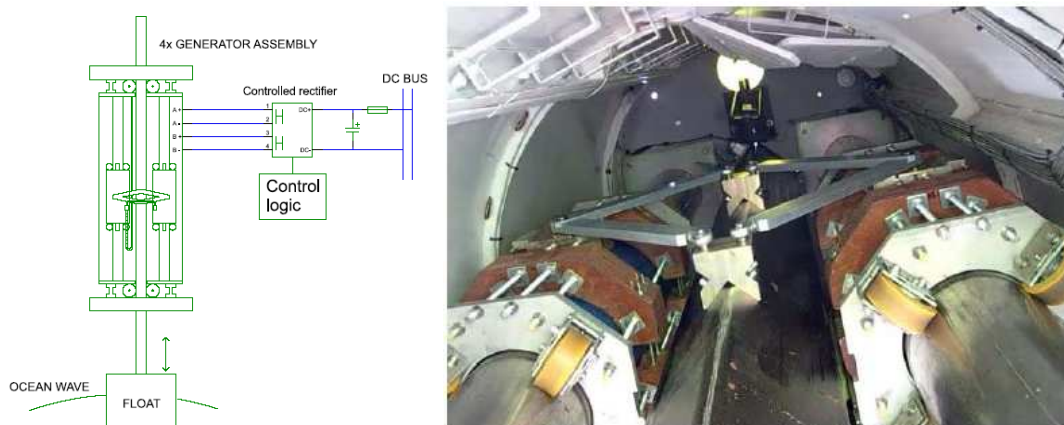 4x GENERATOR ASSEMBLY
DC BUS
Controlled rectifier
A+
A-
B+
B-
1
2
3
4
DC+
DC-
+
Control
logic
OCEAN WAVE
FLOAT